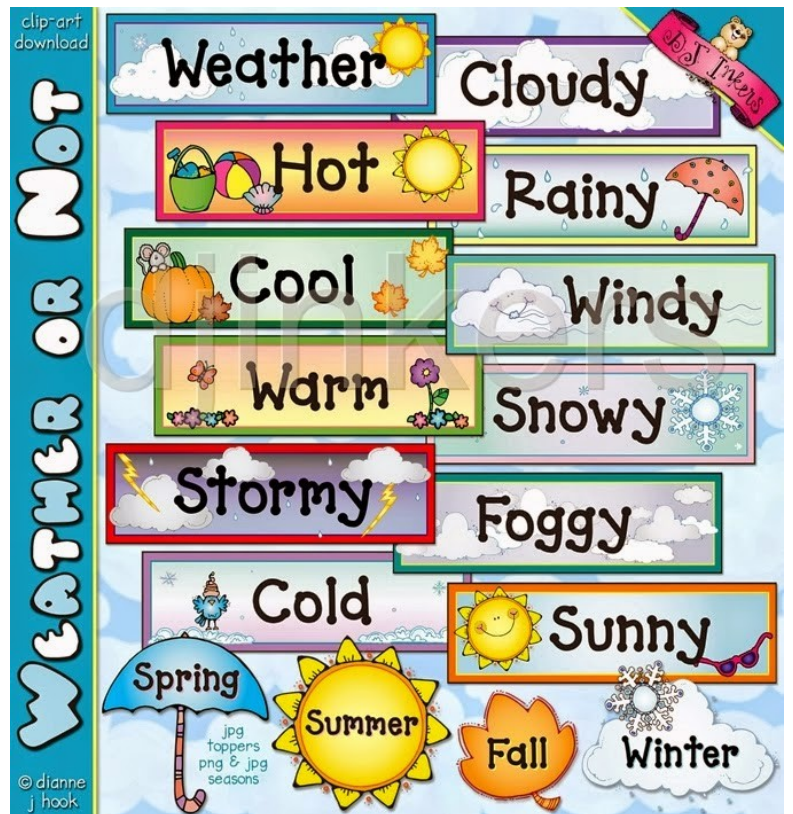 clip-art
download
Weather or Not
© dianne
j hook
DJ Inkers
Weather
Cloudy
Hot
Rainy
Cool
Windy
djinkers
Warm
Snowy
Stormy
Foggy
Cold
Sunny
Spring
Summer
Fall
Winter
jpg
toppers
png & jpg
seasons